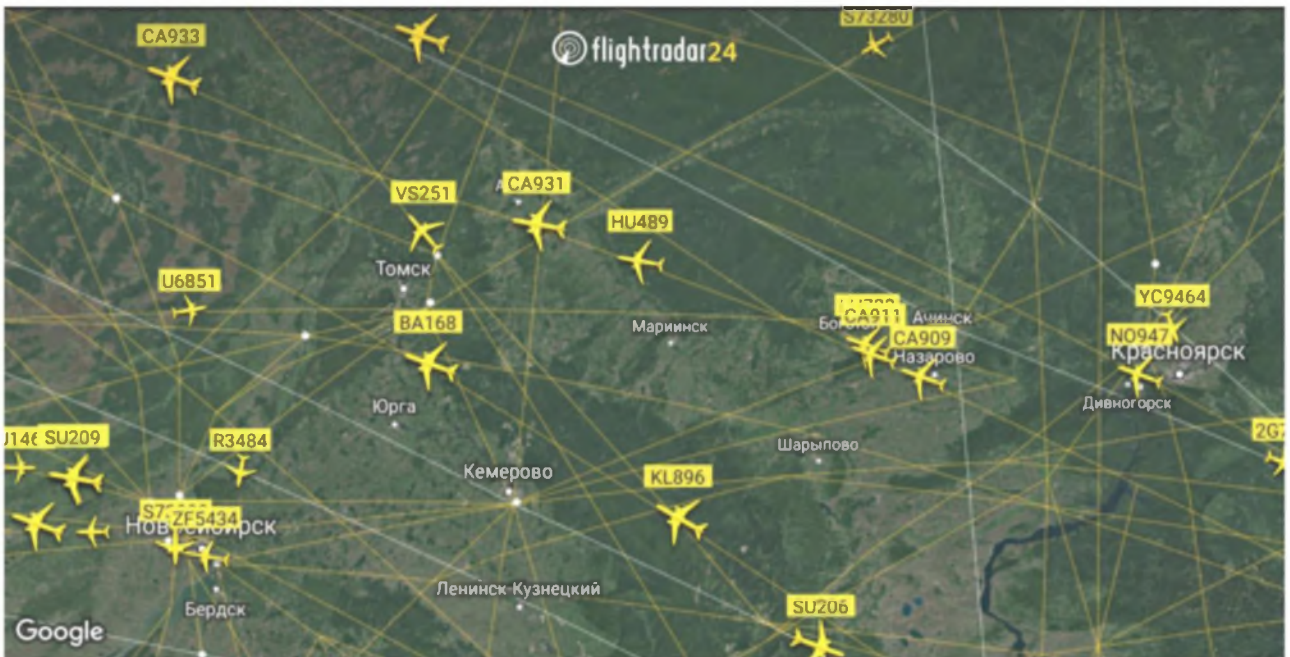 S73280
CA933
flightradar24
CA931
VS251
HU489
Томск
U6851
YC9464
BA168
Мариинск
CA911
Ачинск
CA909
NO947
Назарово
Красноярск
Юрга
Дивногорск
SU209
R3484
Шарыпово
Кемерово
KL896
ZF5434
Новосибирск
Ленинск Кузнецкий
Бердск
SU206
Google